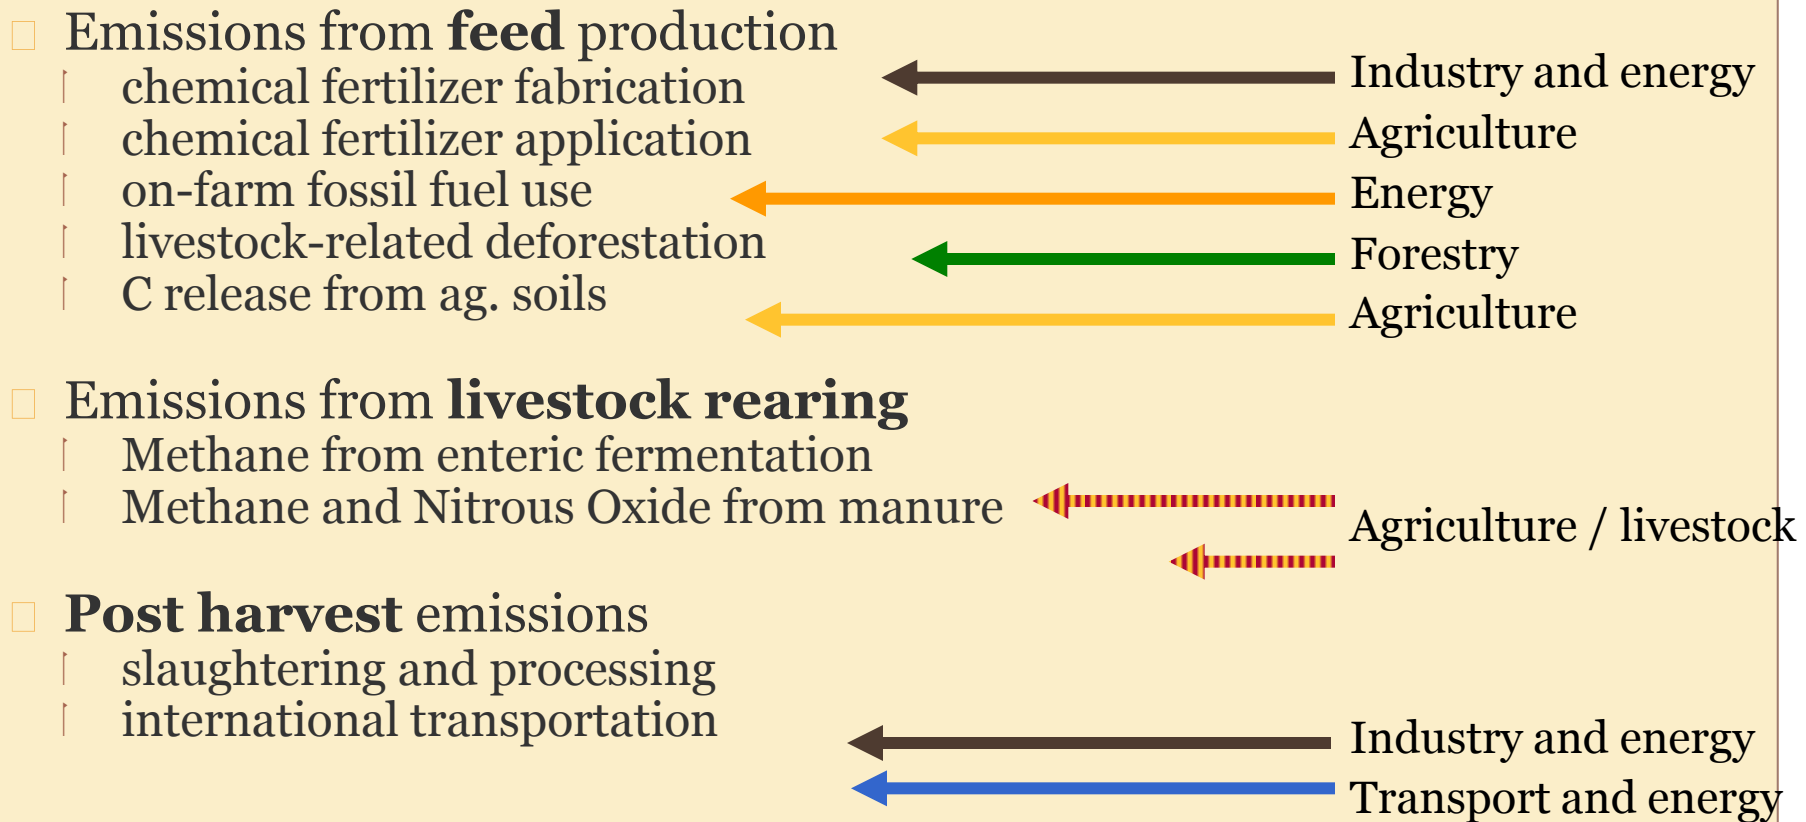 Emissions from feed production
chemical fertilizer fabrication
chemical fertilizer application
on-farm fossil fuel use
livestock-related deforestation
C release from ag. soils
Industry and energy
Agriculture
Energy
Forestry
Agriculture
Emissions from livestock rearing
Methane from enteric fermentation
Methane and Nitrous Oxide from manure
Agriculture / livestock
Post harvest emissions
slaughtering and processing
international transportation
Industry and energy
Transport and energy